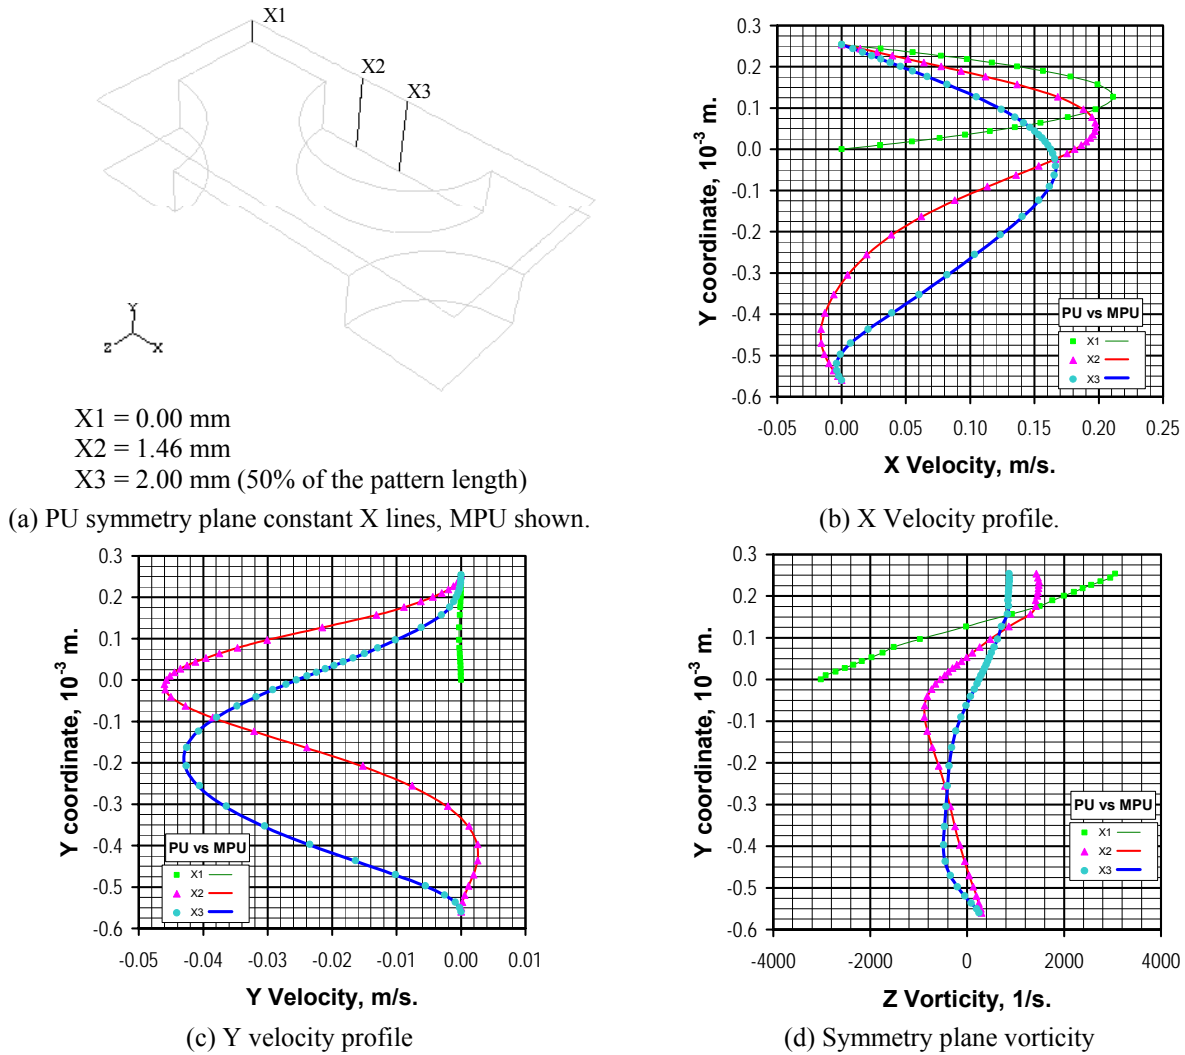 X1
X2
X3
Y
Z
X
X1 = 0.00 mm
X2 = 1.46 mm
X3 = 2.00 mm (50% of the pattern length)
(a) PU symmetry plane constant X lines, MPU shown.
Y coordinate, 10⁻³ m.
0.3
0.2
0.1
0.0
-0.1
-0.2
-0.3
-0.4
-0.5
-0.6
PU vs MPU
X1
X2
X3
-0.05 0.00 0.05 0.10 0.15 0.20 0.25
X Velocity, m/s.
(b) X Velocity profile.
Y coordinate, 10⁻³ m.
0.3
0.2
0.1
0.0
-0.1
-0.2
-0.3
-0.4
-0.5
-0.6
PU vs MPU
X1
X2
X3
-0.05 -0.04 -0.03 -0.02 -0.01 0.00 0.01
Y Velocity, m/s.
(c) Y velocity profile
Y coordinate, 10⁻³ m.
0.3
0.2
0.1
0.0
-0.1
-0.2
-0.3
-0.4
-0.5
-0.6
PU vs MPU
X1
X2
X3
-4000 -2000 0 2000 4000
Z Vorticity, 1/s.
(d) Symmetry plane vorticity